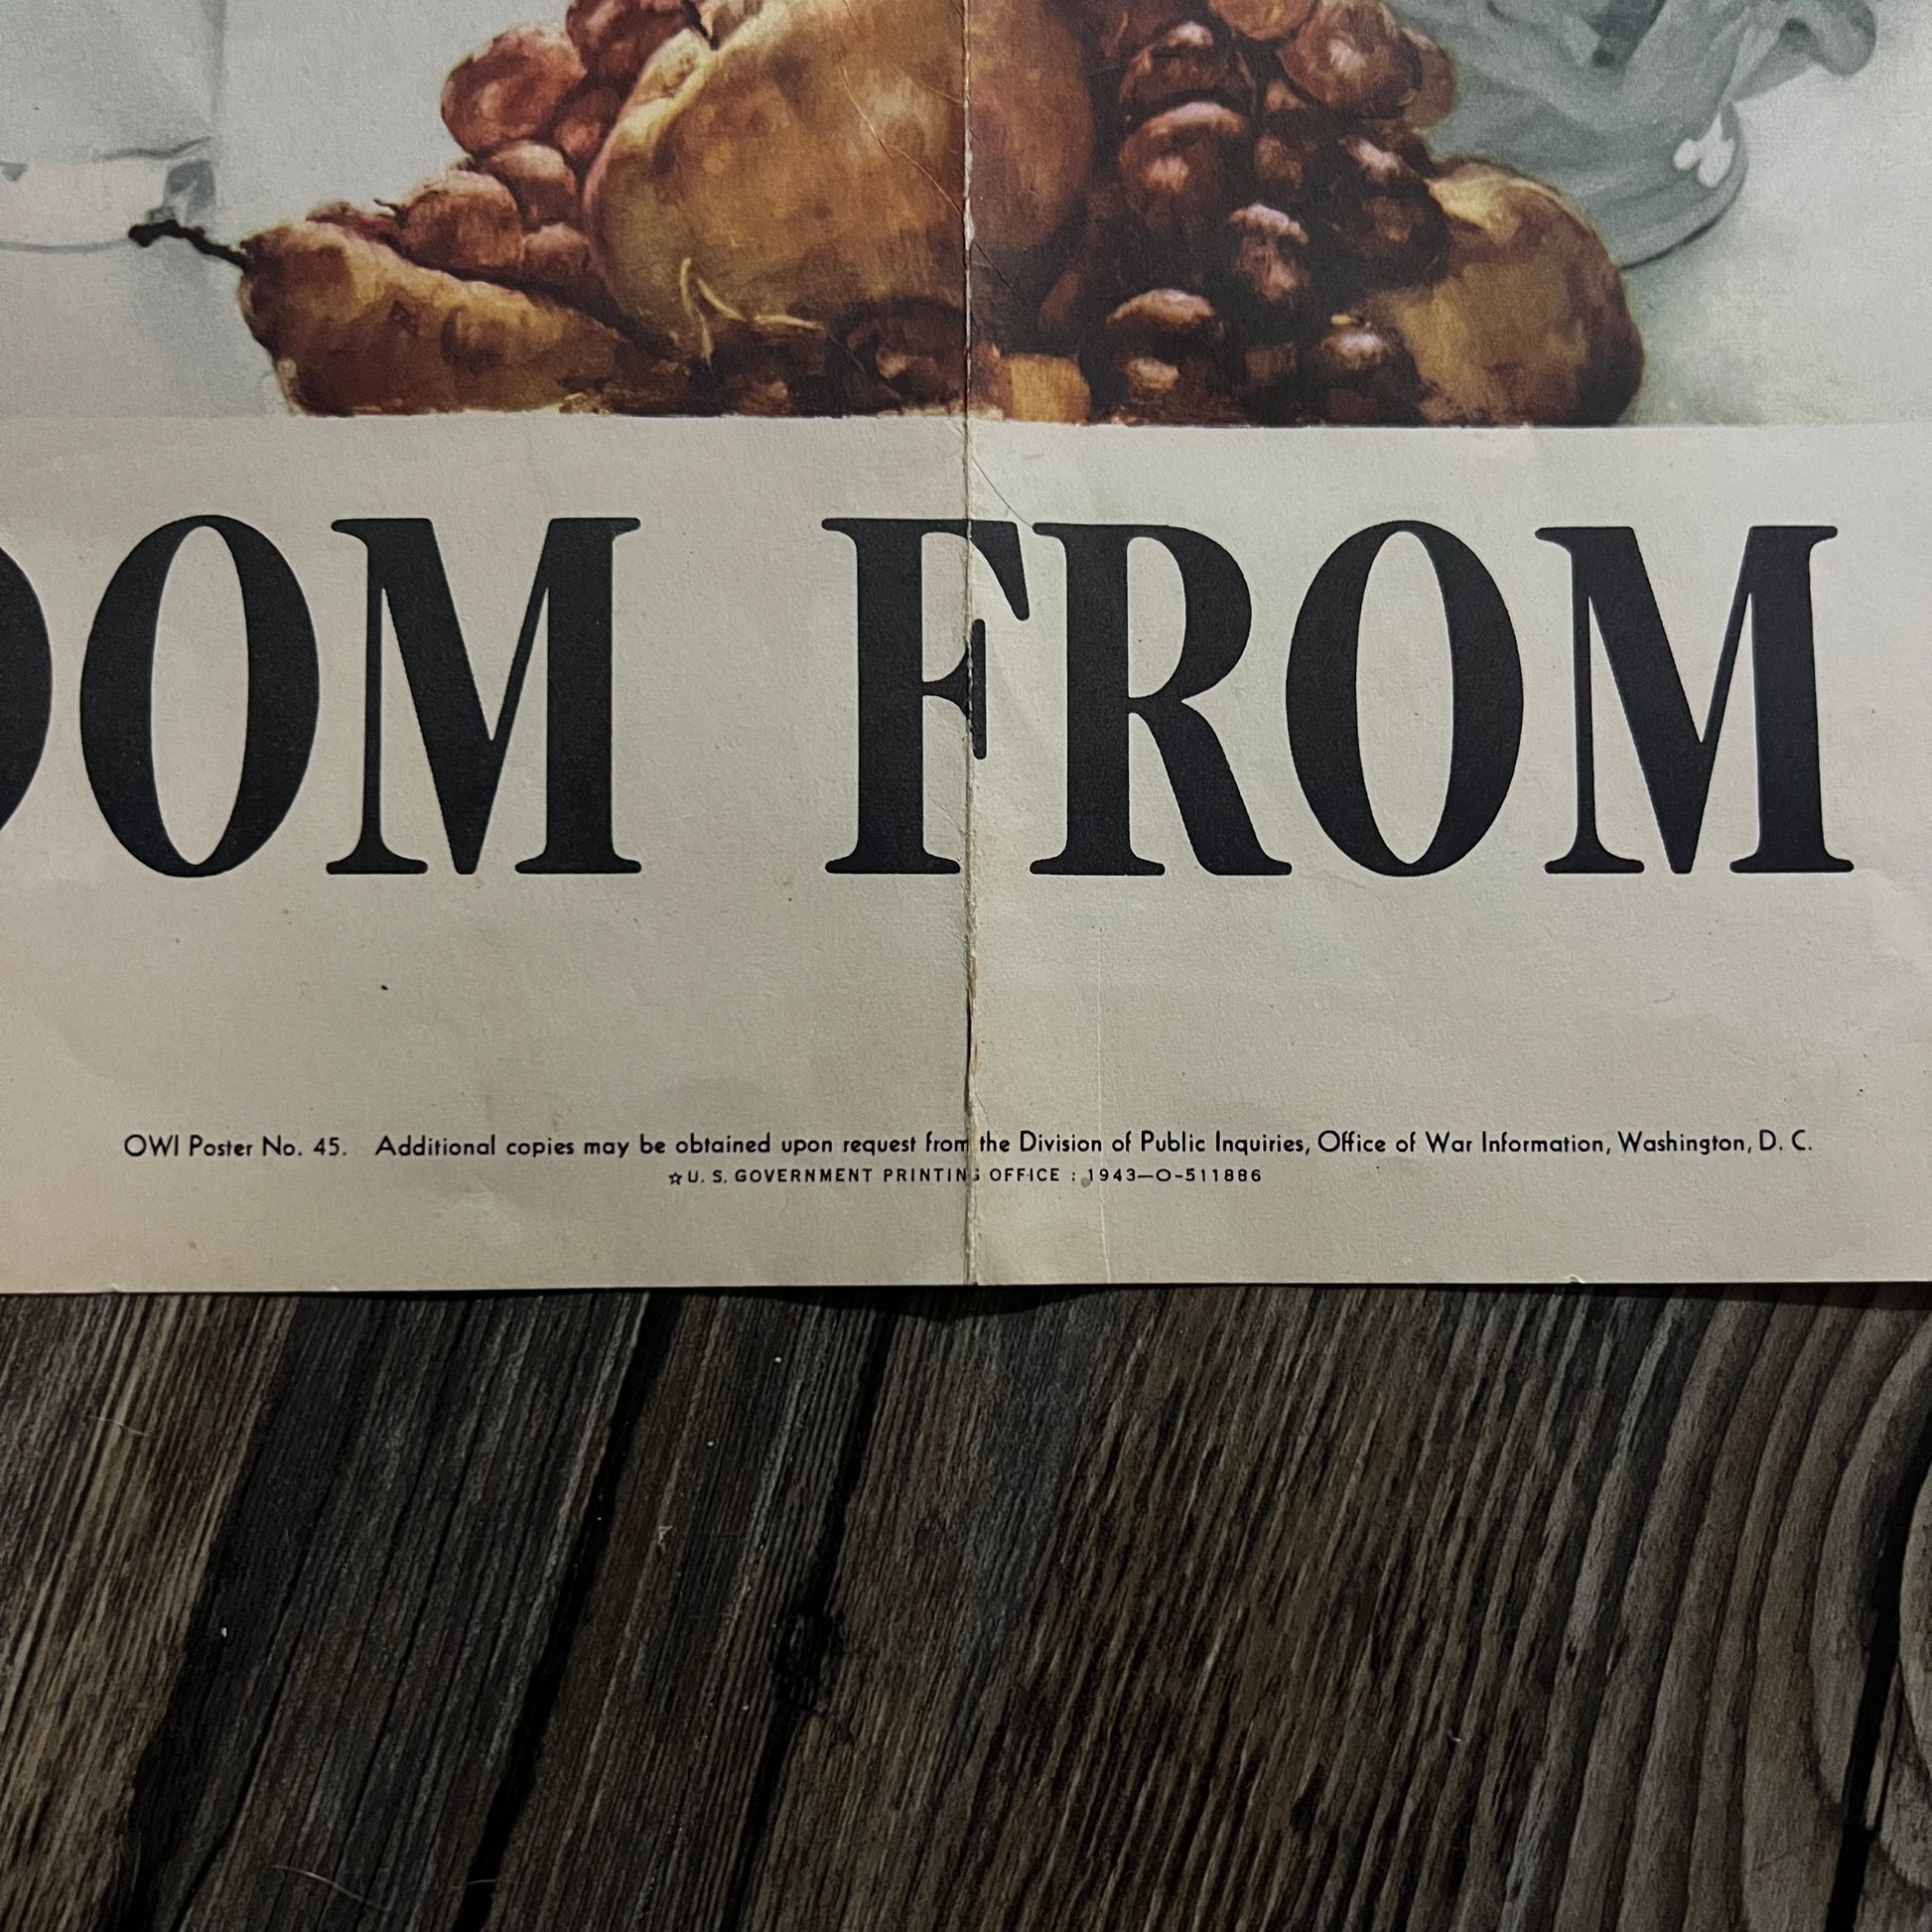 DOM FROM
OWI Poster No. 45. Additional copies may be obtained upon request from the Division of Public Inquiries, Office of War Information, Washington, D. C.
☆ U. S. GOVERNMENT PRINTING OFFICE : 1943—O-511886